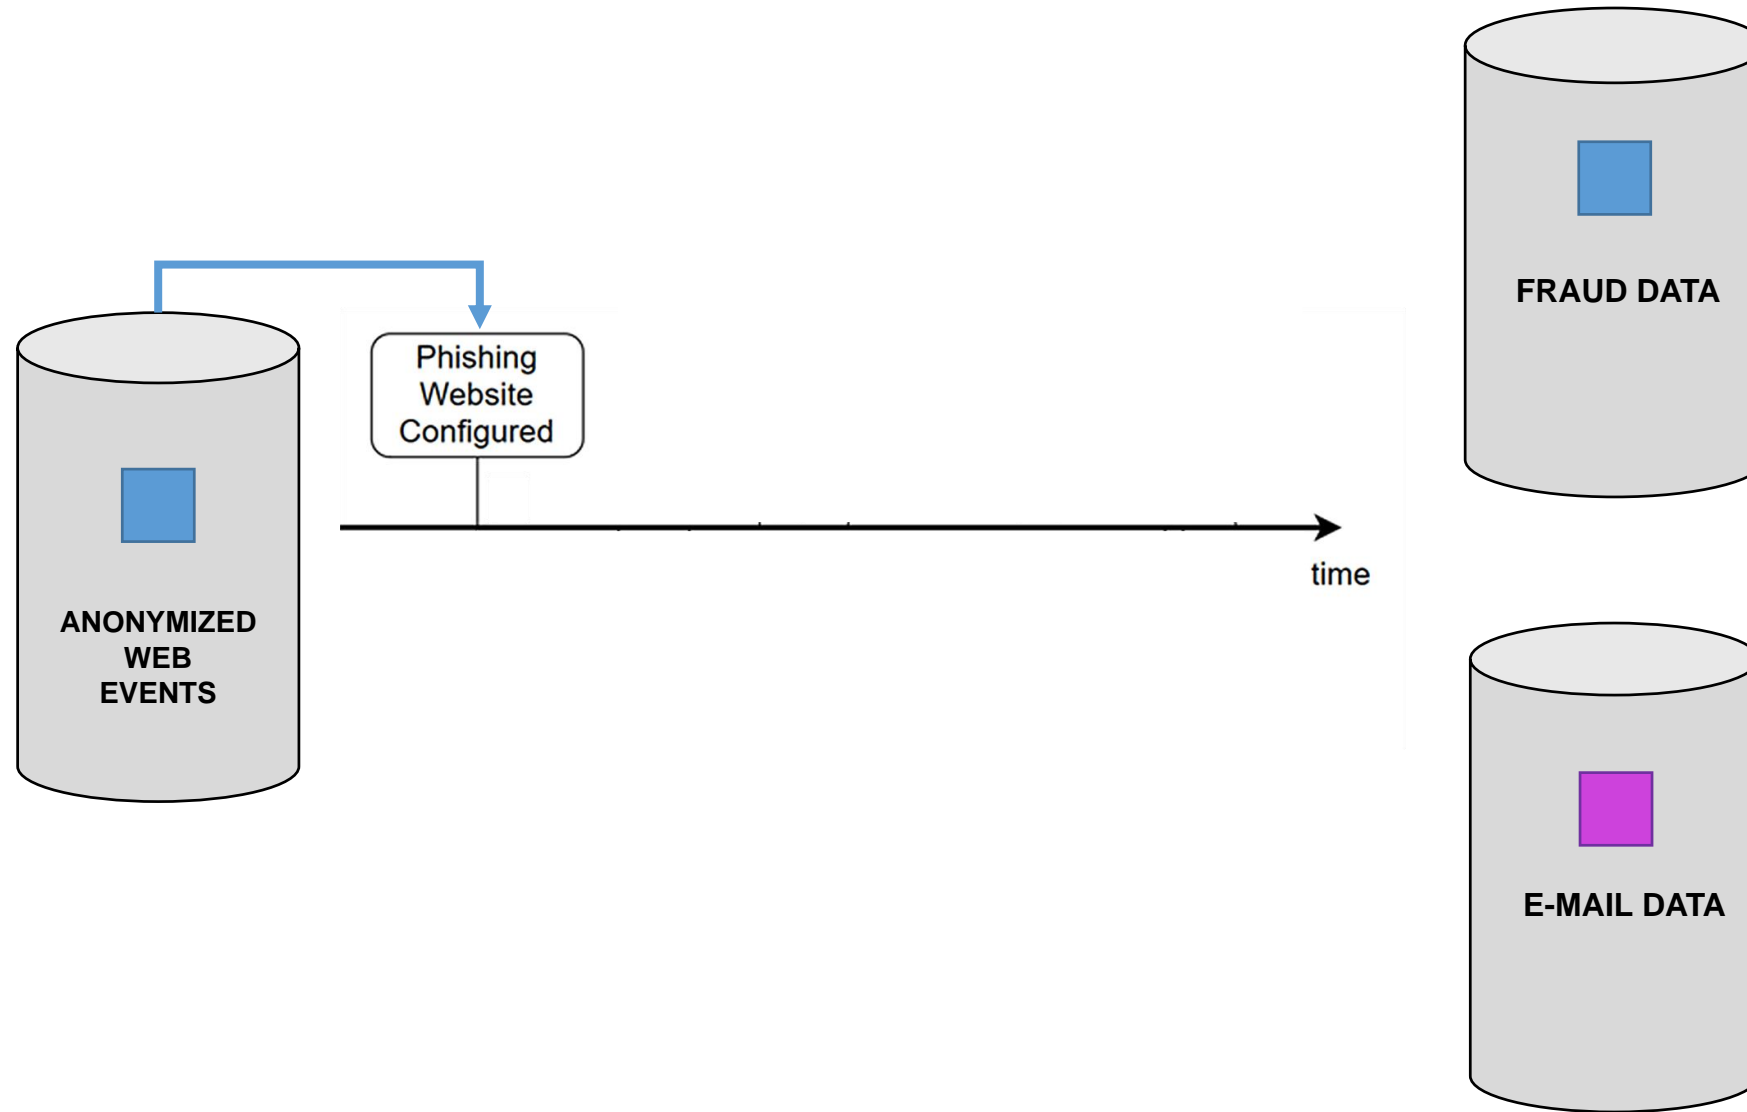 FRAUD DATA
Phishing
Website
Configured
time
ANONYMIZED
WEB
EVENTS
E-MAIL DATA